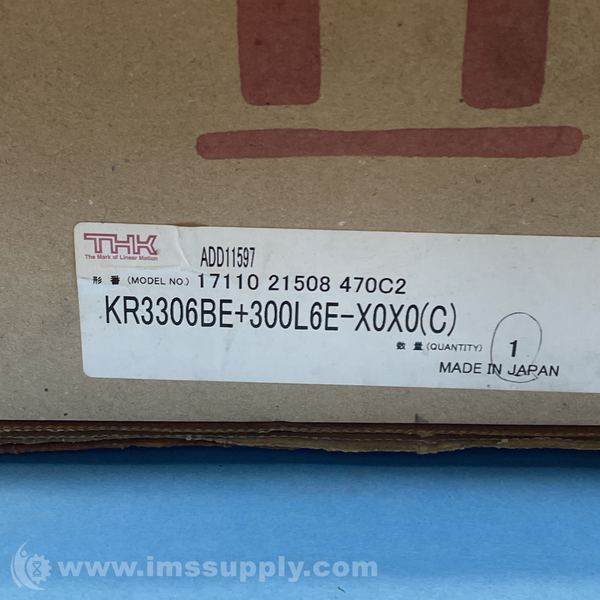 THK
The Mark of Linear Motion
ADD11597
形 番 (MODEL NO.) 17110 21508 470C2
KR3306BE+300L6E-X0X0(C)
数 量 (QUANTITY) 1
MADE IN JAPAN
www.imssupply.com